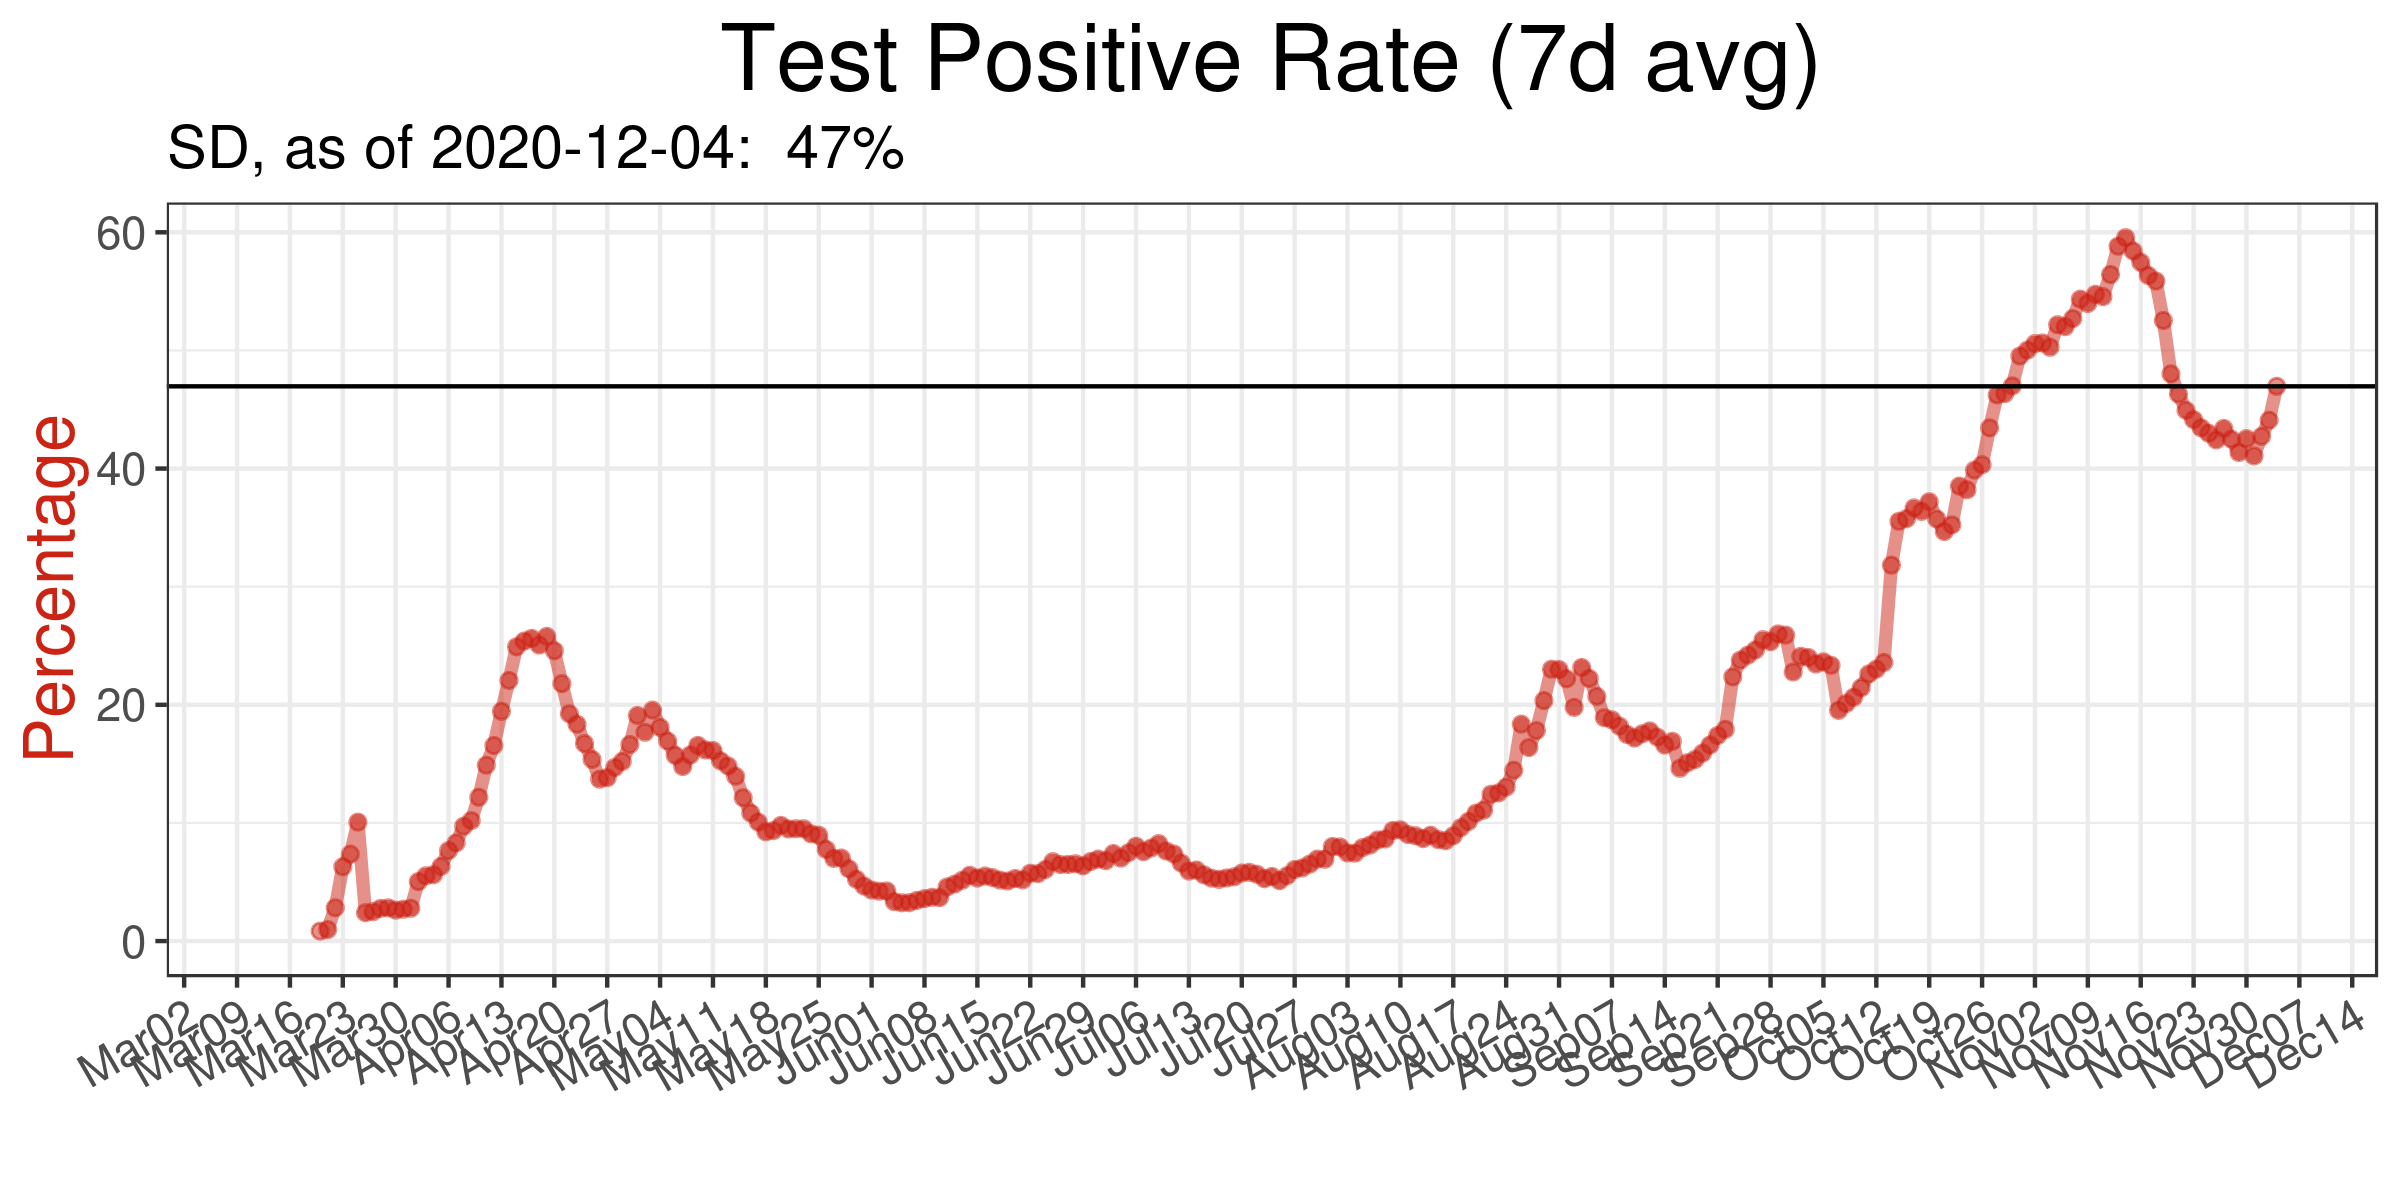 Test Positive Rate (7d avg)
SD, as of 2020-12-04:  47%
Percentage
60
40
20
0
Mar02
Mar09
Mar16
Mar23
Mar30
Apr06
Apr13
Apr20
Apr27
May04
May11
May18
May25
Jun01
Jun08
Jun15
Jun22
Jun29
Jul06
Jul13
Jul20
Jul27
Aug03
Aug10
Aug17
Aug24
Aug31
Sep07
Sep14
Sep21
Sep28
Oct05
Oct12
Oct19
Oct26
Nov02
Nov09
Nov16
Nov23
Nov30
Dec07
Dec14